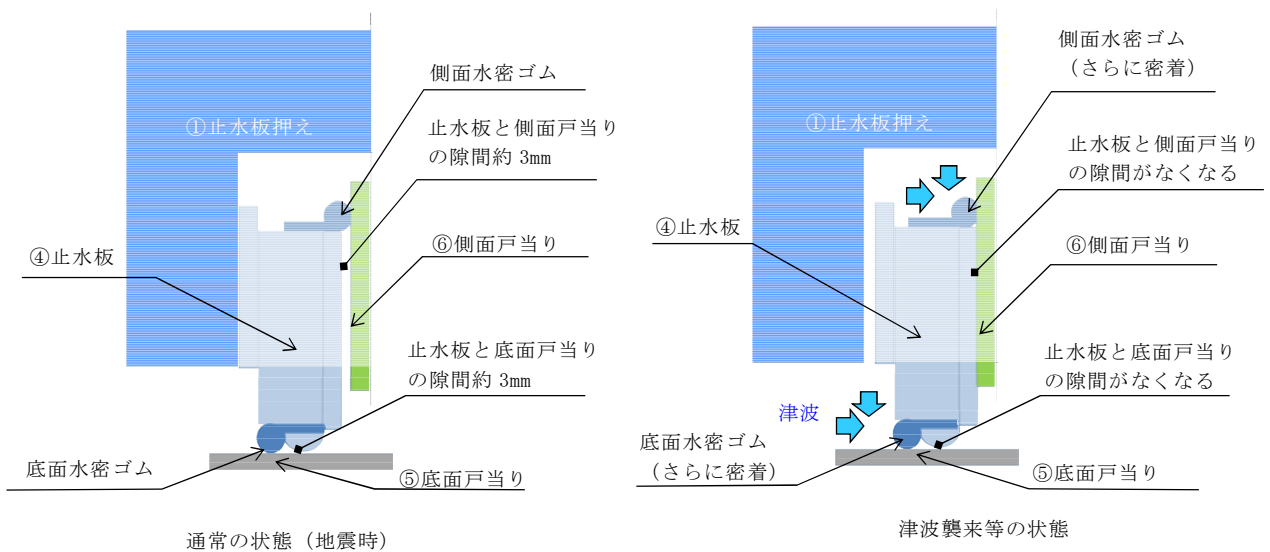 側面水密ゴム
①止水板押え
止水板と側面戸当り
の隙間約 3mm
④止水板
⑥側面戸当り
止水板と底面戸当り
の隙間約 3mm
底面水密ゴム
⑤底面戸当り
通常の状態（地震時）
側面水密ゴム
（さらに密着）
①止水板押え
止水板と側面戸当り
の隙間がなくなる
④止水板
⑥側面戸当り
止水板と底面戸当り
の隙間がなくなる
津波
底面水密ゴム
（さらに密着）
⑤底面戸当り
津波襲来等の状態